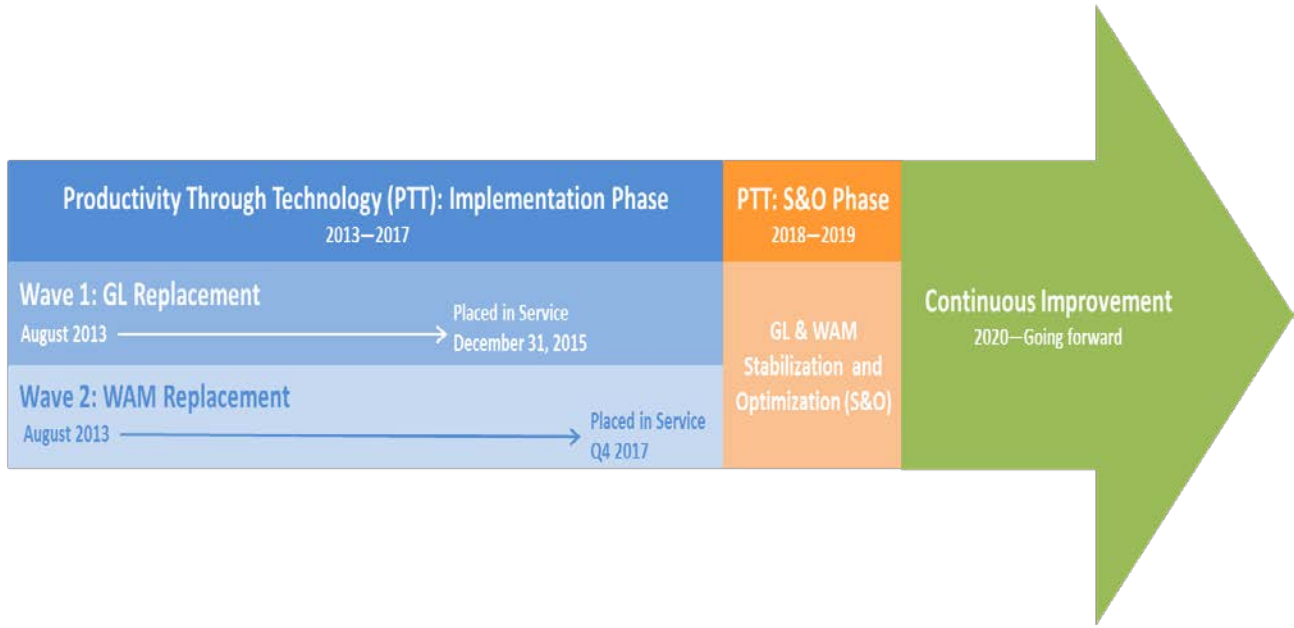 Productivity Through Technology (PTT): Implementation Phase
2013—2017
PTT: S&O Phase
2018—2019
Wave 1: GL Replacement
August 2013
Placed in Service
December 31, 2015
Wave 2: WAM Replacement
August 2013
Placed in Service
Q4 2017
GL & WAM
Stabilization and
Optimization (S&O)
Continuous Improvement
2020—Going forward